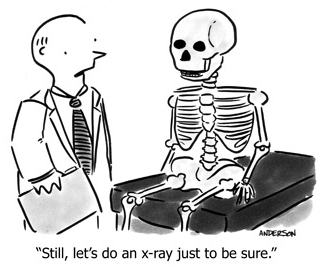 ANDERSON
“Still, let’s do an x-ray just to be sure.”